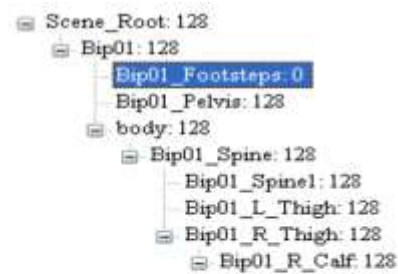 Scene_Root: 128
Bip01: 128
Bip01_Footsteps: 0
Bip01_Pelvis: 128
body: 128
Bip01_Spine: 128
Bip01_Spine1: 128
Bip01_L_Thigh: 128
Bip01_R_Thigh: 128
Bip01_R_Calf: 128